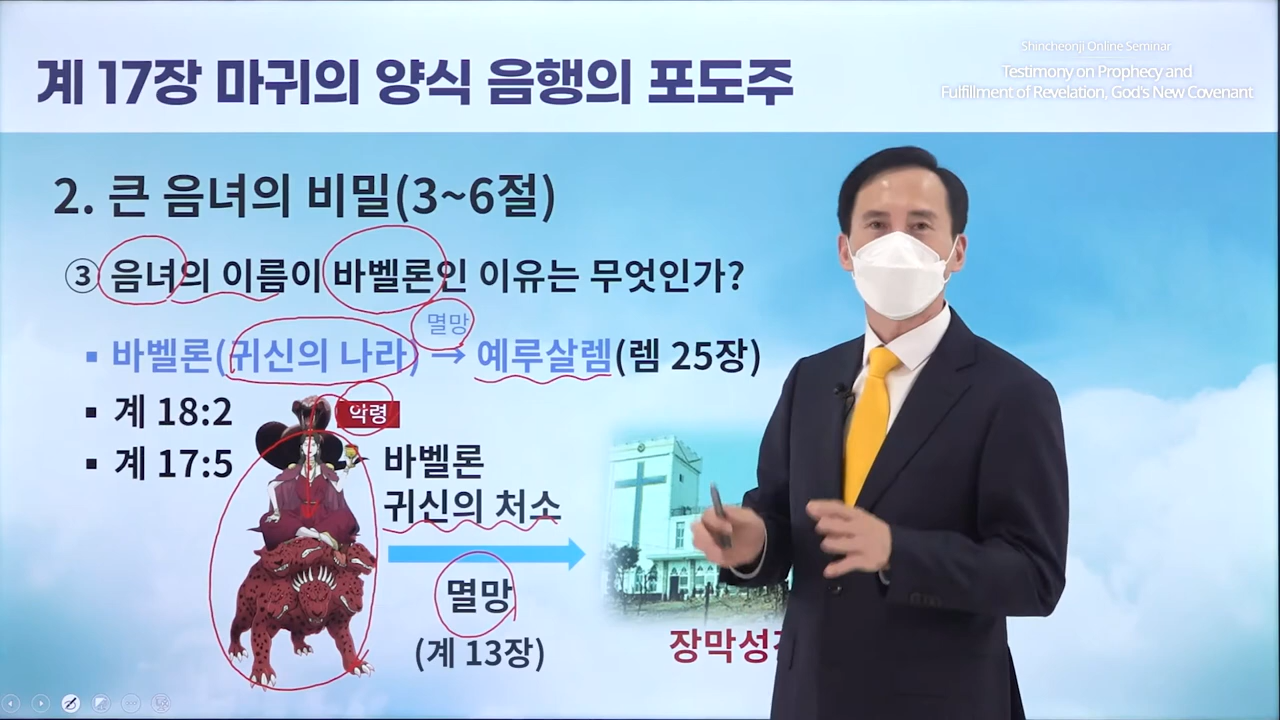 계 17장 마귀의 양식 음행의 포도주
Shincheonji Online Seminar
Testimony on Prophecy and
Fulfillment of Revelation, God's New Covenant
2. 큰 음녀의 비밀(3~6절)
③ 음녀의 이름이 바벨론인 이유는 무엇인가?
멸망
▪ 바벨론(귀신의 나라) → 예루살렘(렘 25장)
▪ 계 18:2
악령
▪ 계 17:5
바벨론
귀신의 처소
멸망
(계 13장)
장막성